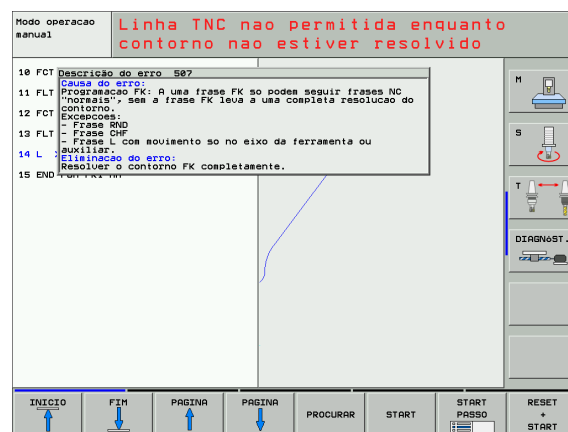 Modo operacao
manual
Linha TNC nao permitida enquanto
contorno nao estiver resolvido
10 FCT
11 FLT
12 FCT
13 FLT
14 L
15 END
Descrição do erro 507
Causa do erro:
Programacao FK: A uma frase FK so podem seguir frases NC
"normais", sem a frase FK leva a uma completa resolucao do
contorno.
Excepcoes:
- Frase RND
- Frase CHF
- Frase L com movimento so no eixo da ferramenta ou
auxiliar.
Eliminacao do erro:
Resolver o contorno FK completamente.
M
S
T
DIAGNóST.
INICIO
FIM
PAGINA
PAGINA
PROCURAR
START
START
PASSO
RESET
+
START